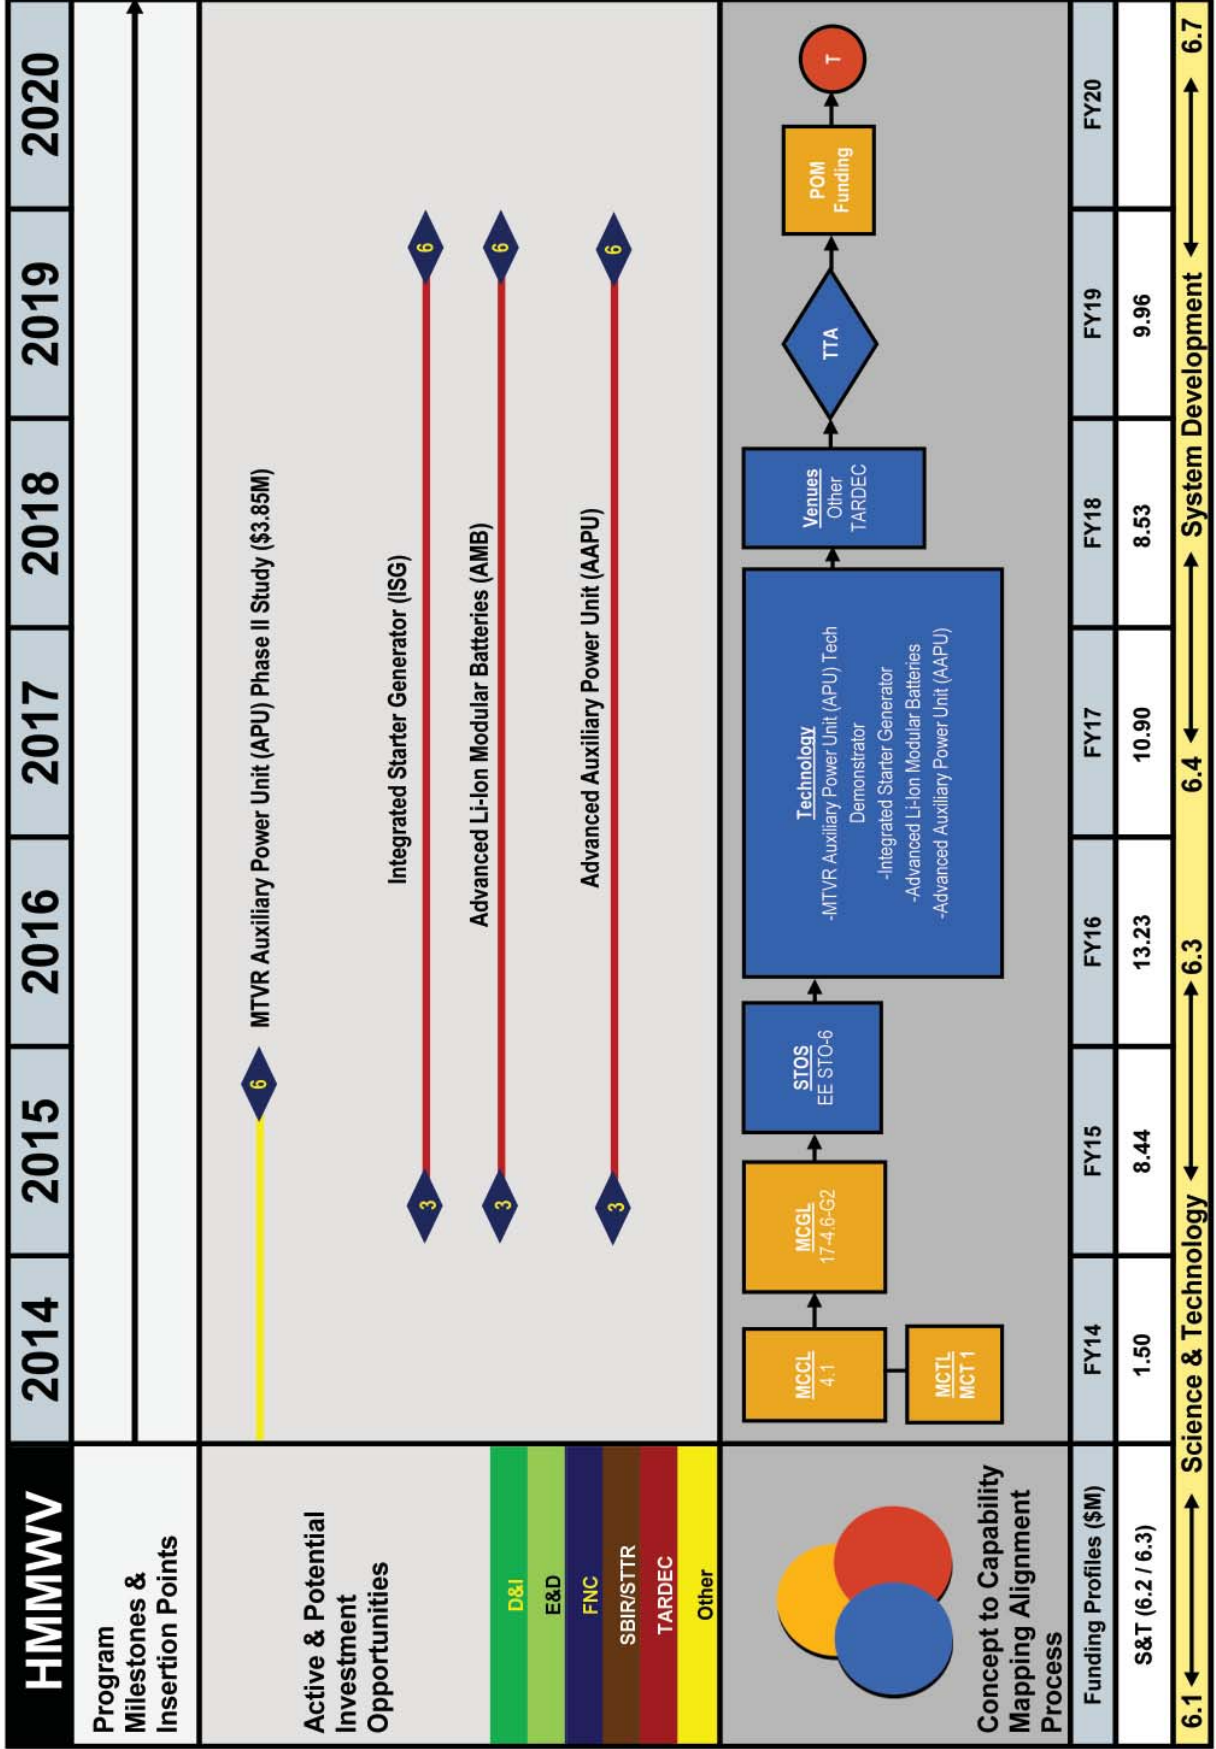 HMMWV
2014
2015
2016
2017
2018
2019
2020
Program
Milestones &
Insertion Points
Active & Potential
Investment
Opportunities
D&I
E&D
FNC
SBIR/STTR
TARDEC
Other
6
MTVR Auxiliary Power Unit (APU) Phase II Study ($3.85M)
Integrated Starter Generator (ISG)
3
6
Advanced Li-Ion Modular Batteries (AMB)
3
6
Advanced Auxiliary Power Unit (AAPU)
3
6
Concept to Capability
Mapping Alignment
Process
MCCL
4.1
MCTL
MCT 1
MCGL
17-4.6-G2
STOS
EE STO-6
Technology
-MTVR Auxiliary Power Unit (APU) Tech
Demonstrator
-Integrated Starter Generator
-Advanced Li-Ion Modular Batteries
-Advanced Auxiliary Power Unit (AAPU)
Venues
Other
TARDEC
TTA
POM
Funding
T
Funding Profiles ($M)
FY14
FY15
FY16
FY17
FY18
FY19
FY20
S&T (6.2 / 6.3)
1.50
8.44
13.23
10.90
8.53
9.96
6.1
Science & Technology
6.3
6.4
System Development
6.7